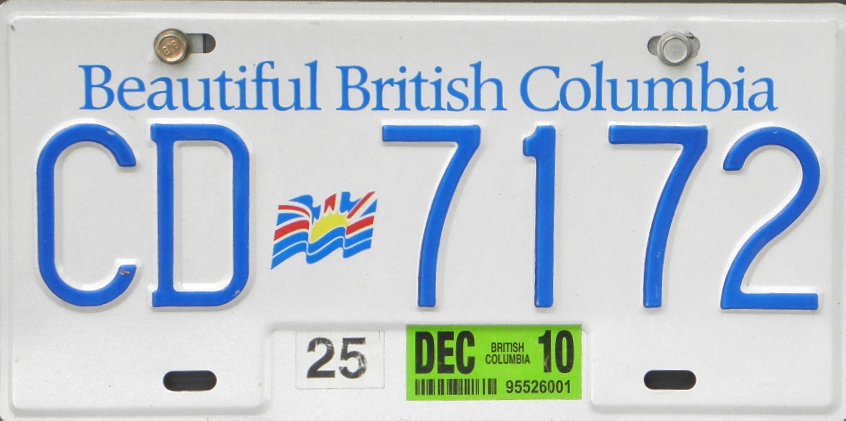 Beautiful British Columbia
CD 7172
25 DEC BRITISH COLUMBIA 10
95526001